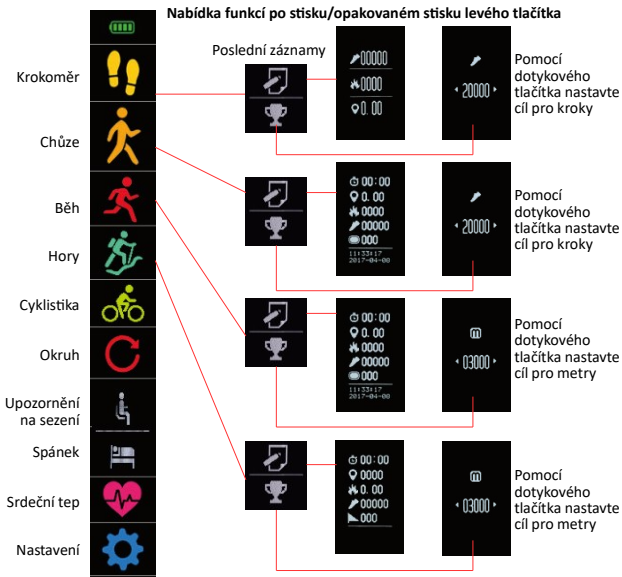 Nabídka funkcí po stisku/opakovaném stisku levého tlačítka
Poslední záznamy
Krokoměr
Chůze
Běh
Hory
Cyklistika
Okruh
Upozornění
na sezení
Spánek
Srdeční tep
Nastavení
00000
0000
0. 00
20000
Pomocí
dotykového
tlačítka nastavte
cíl pro kroky
00:00
0. 00
0000
00000
000
11:33:17
2017-04-08
20000
Pomocí
dotykového
tlačítka nastavte
cíl pro kroky
00:00
0. 00
0000
00000
000
11:33:17
2017-04-08
m
03000
Pomocí
dotykového
tlačítka nastavte
cíl pro metry
00:00
0000
0. 00
00000
000
m
03000
Pomocí
dotykového
tlačítka nastavte
cíl pro metry